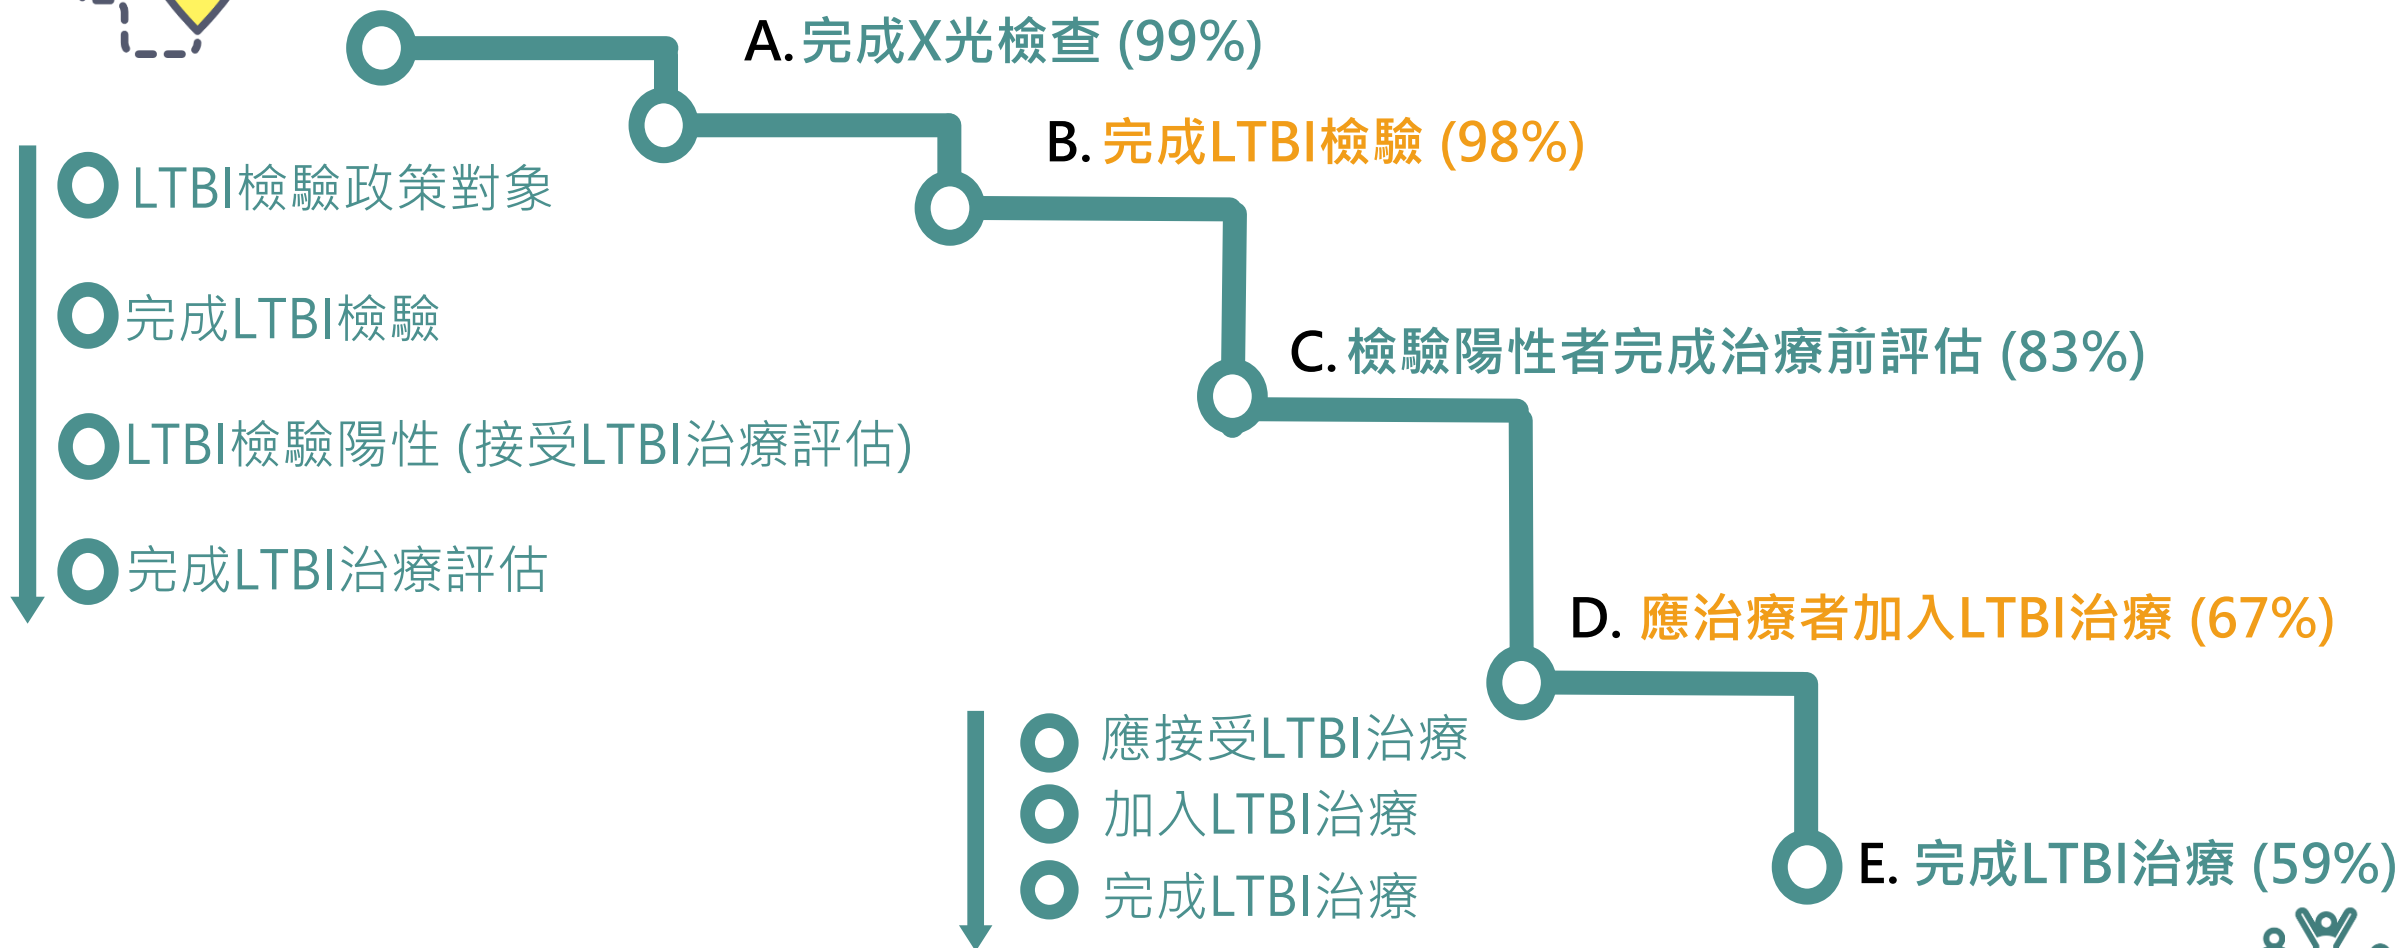 A. 完成X光檢查 (99%)
B. 完成LTBI檢驗 (98%)
LTBI檢驗政策對象
完成LTBI檢驗
C. 檢驗陽性者完成治療前評估 (83%)
LTBI檢驗陽性 (接受LTBI治療評估)
完成LTBI治療評估
D. 應治療者加入LTBI治療 (67%)
應接受LTBI治療
加入LTBI治療
完成LTBI治療
E. 完成LTBI治療 (59%)